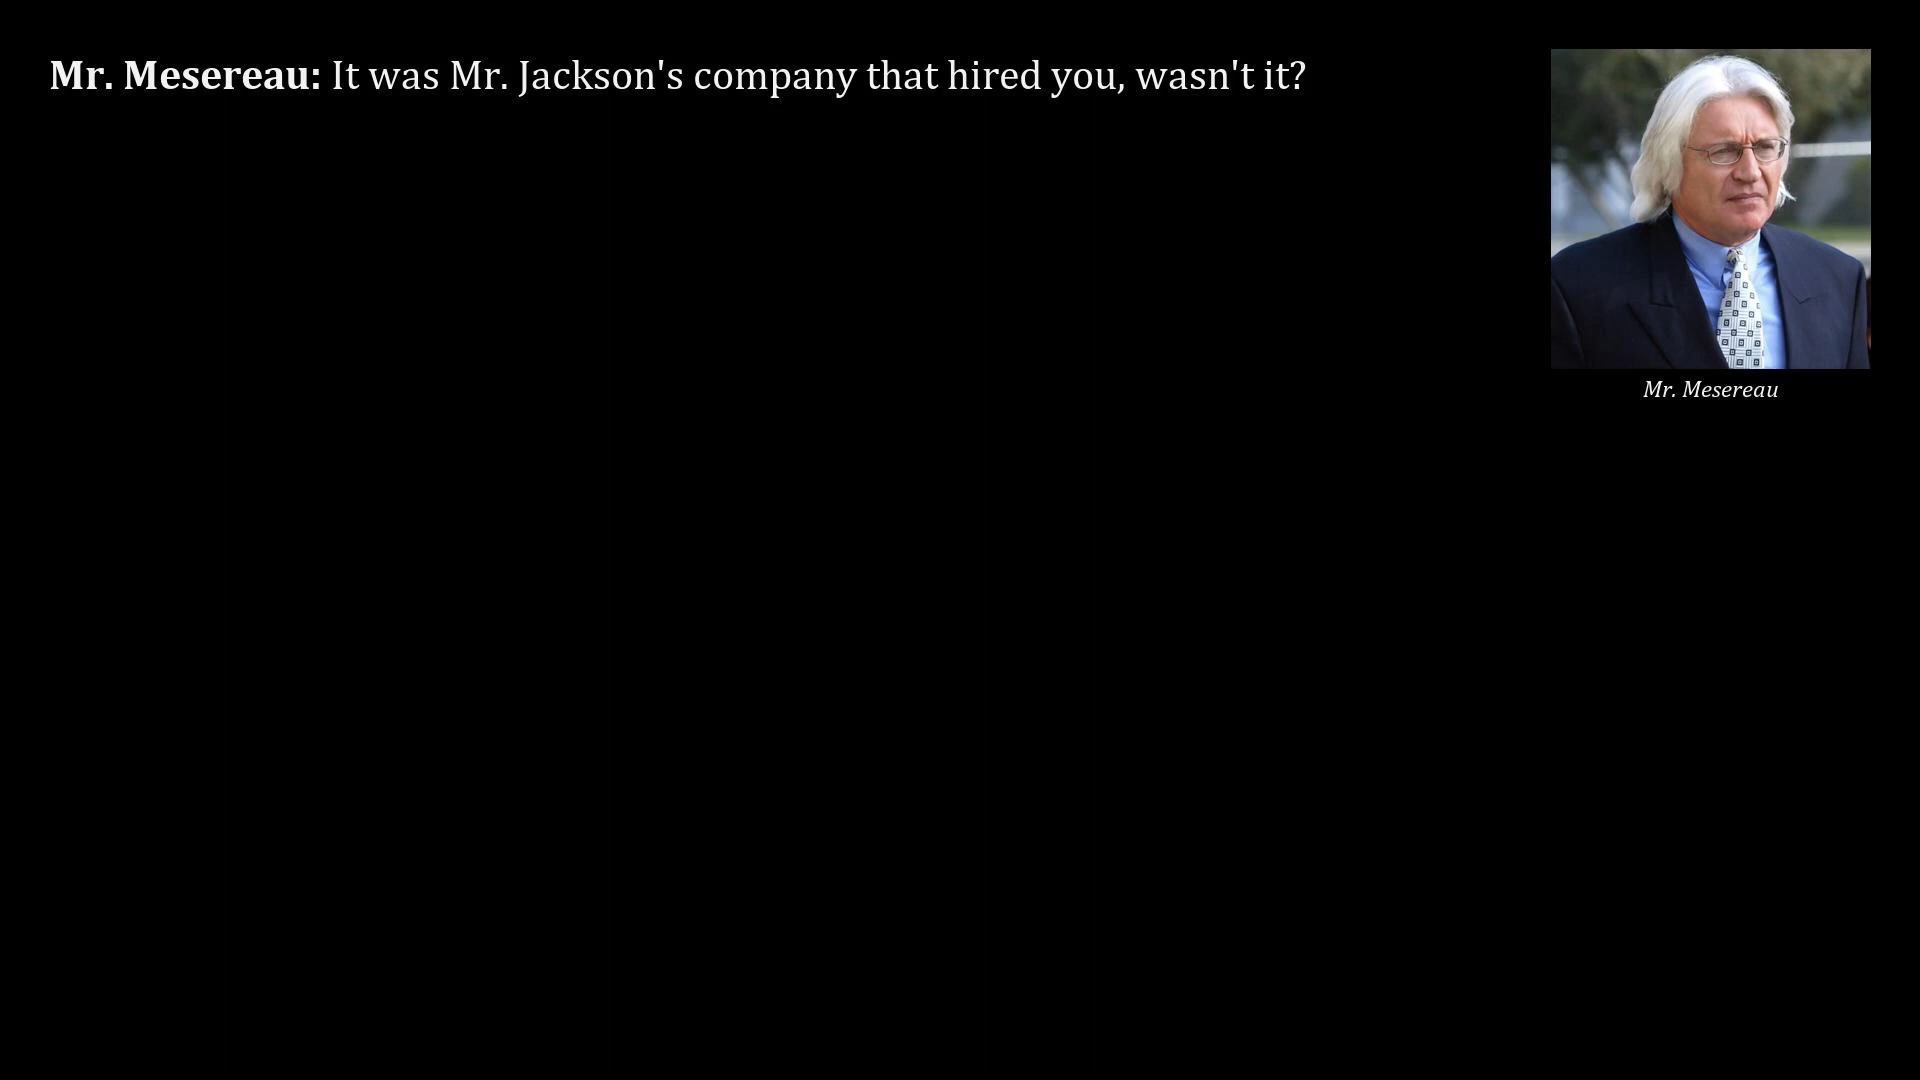 Mr. Mesereau: It was Mr. Jackson's company that hired you, wasn't it?
Mr. Mesereau